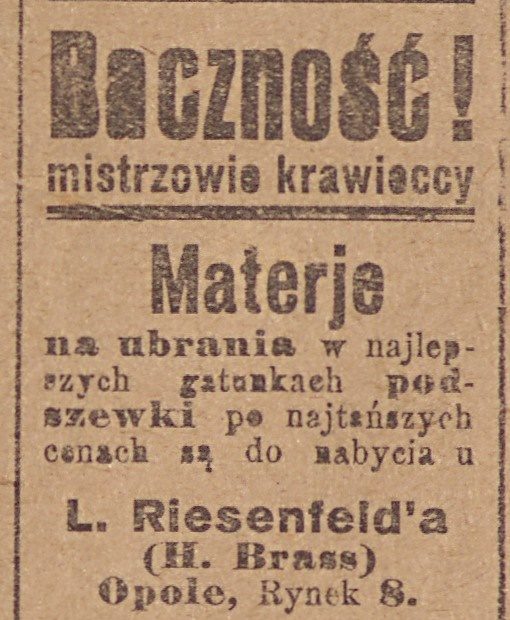 Baczność!
mistrzowie krawieccy
Materje
na ubrania w najlep-
szych gatunkach pod-
szewki po najtańszych
cenach są do nabycia u
L. Riesenfeld'a
(H. Brass)
Opole, Rynek 8.